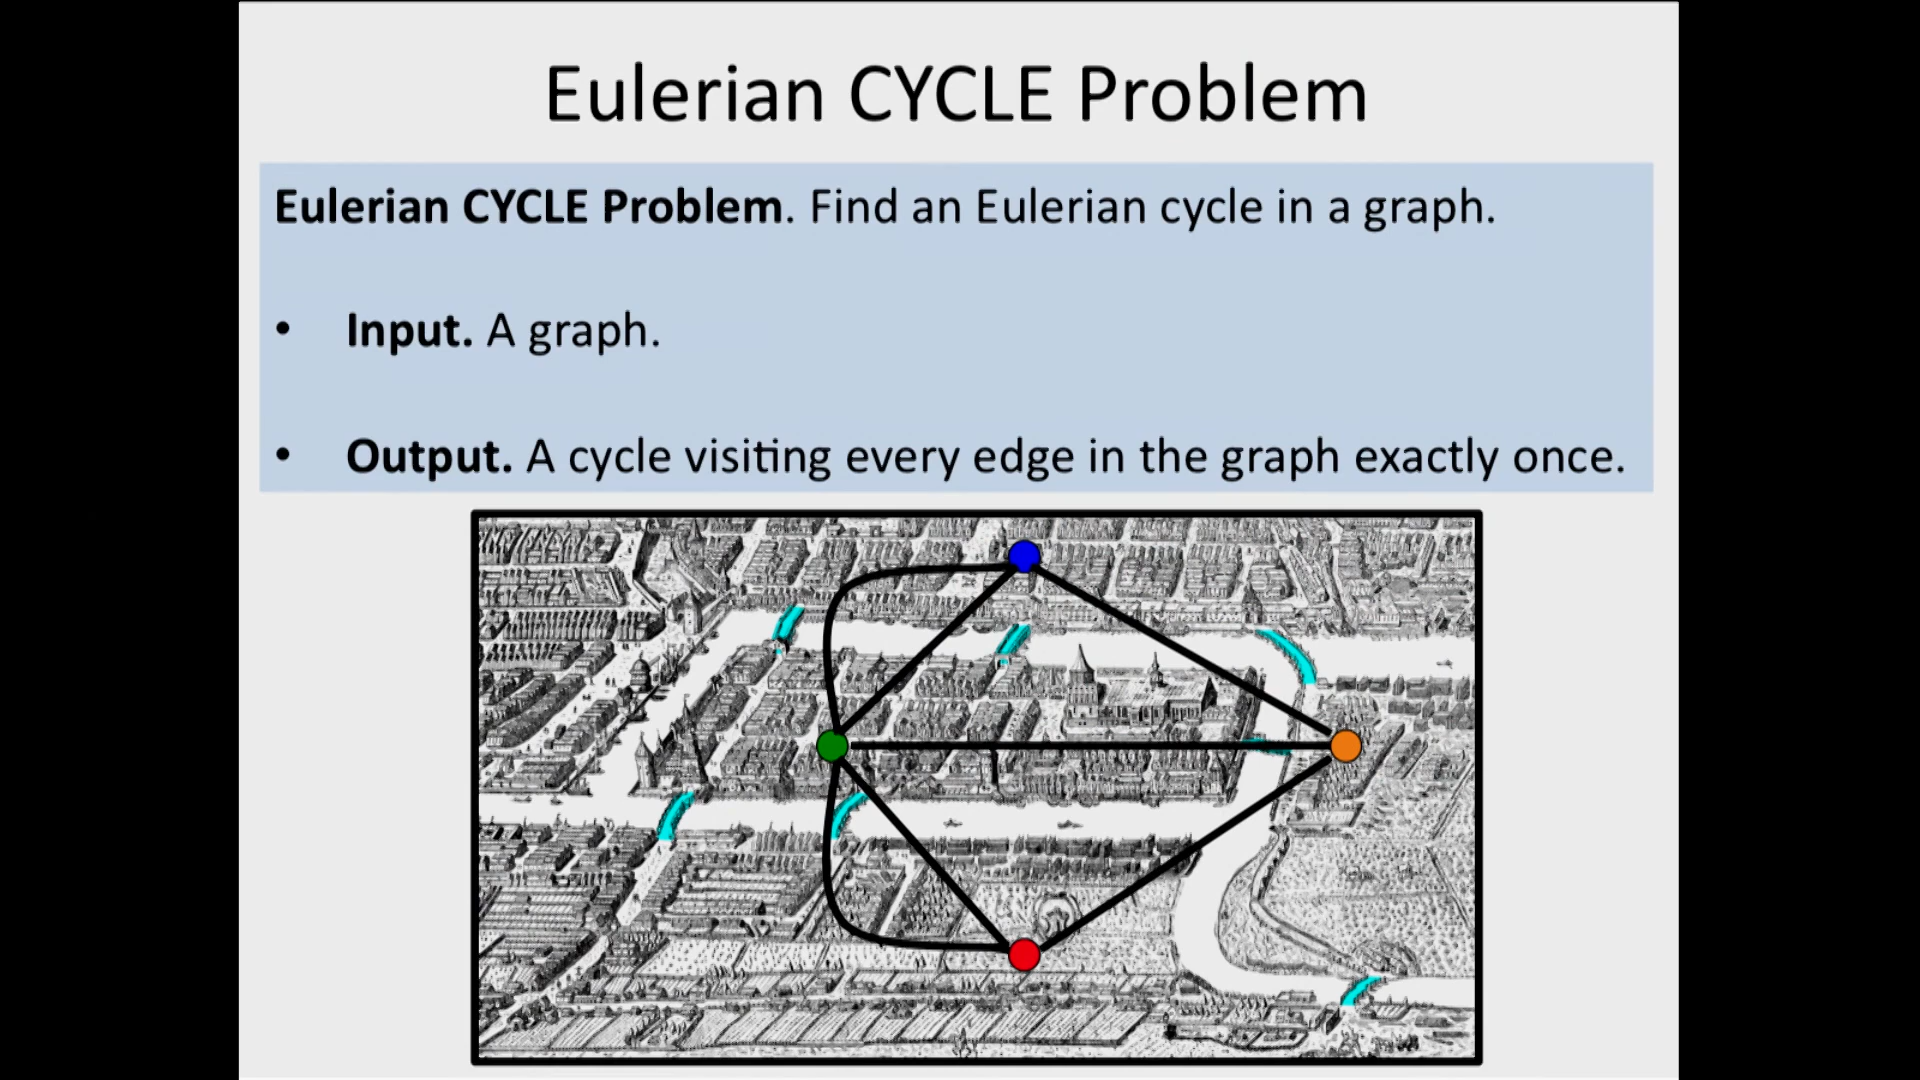 Eulerian CYCLE Problem
Eulerian CYCLE Problem. Find an Eulerian cycle in a graph.
• Input. A graph.
• Output. A cycle visiting every edge in the graph exactly once.